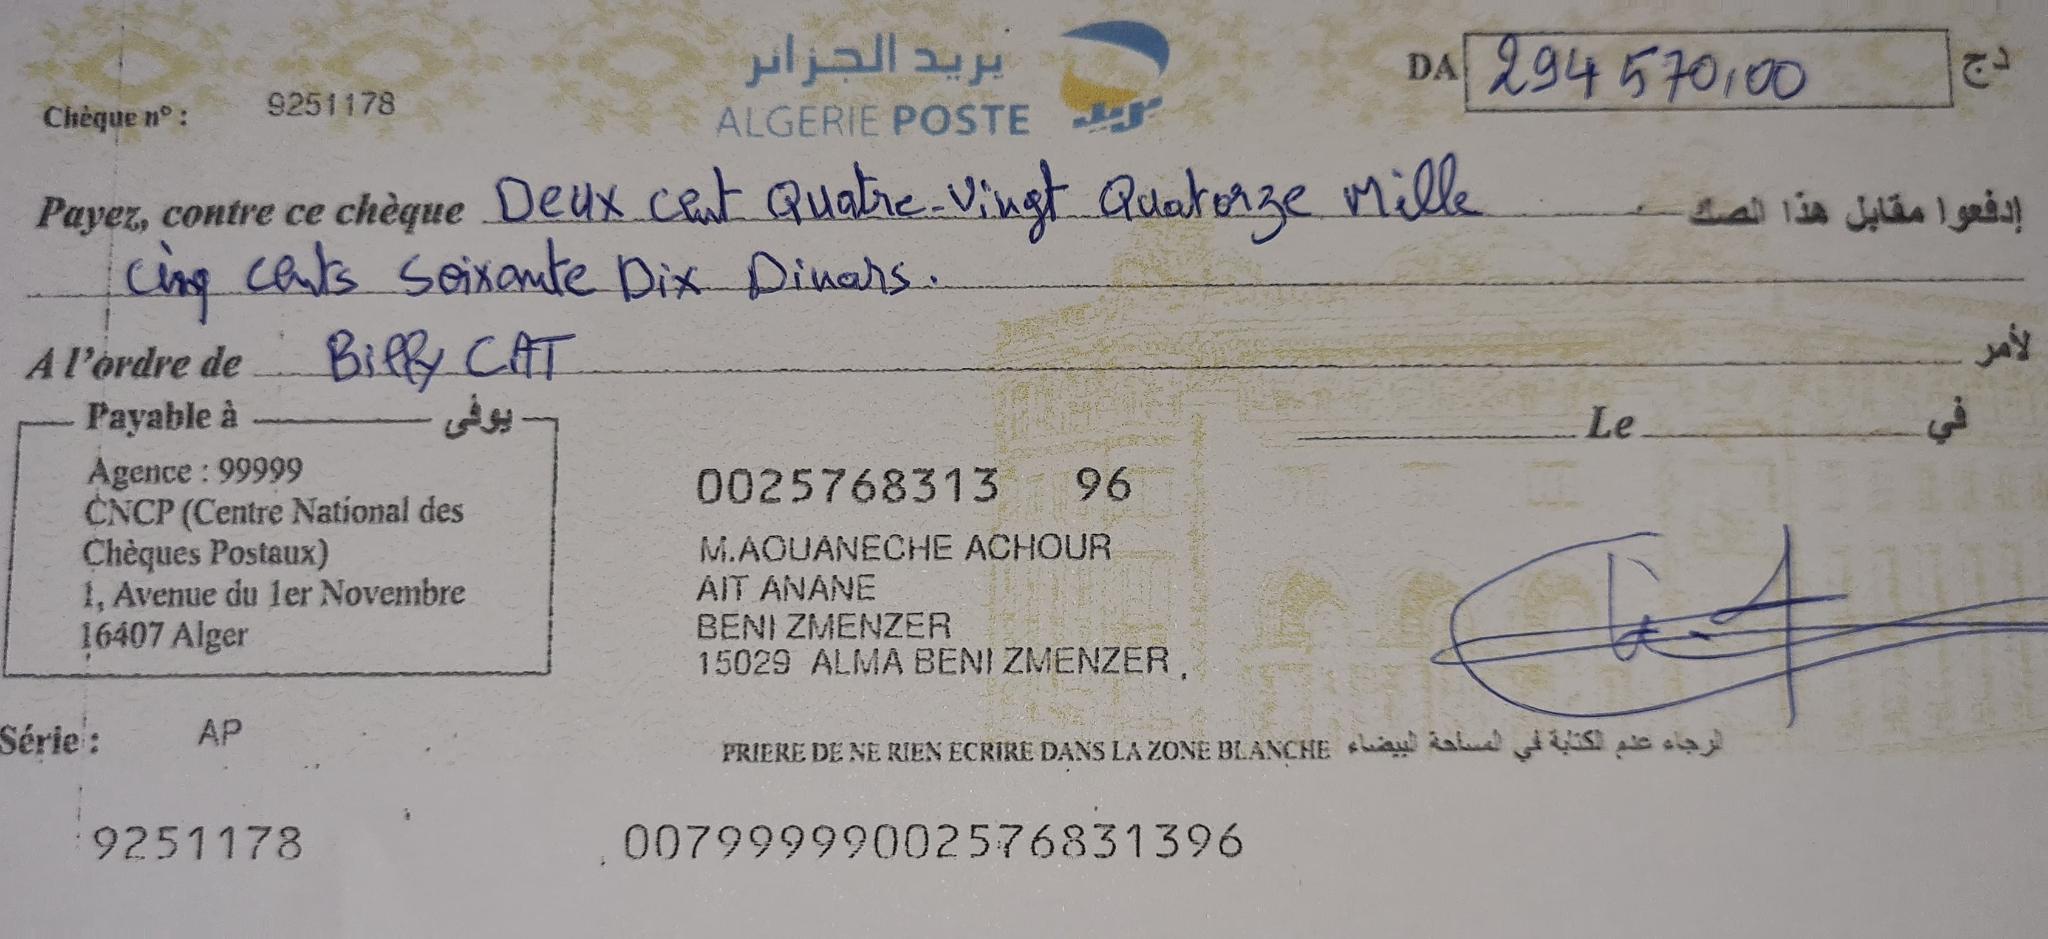 بريد الجزائر
ALGERIE POSTE
بريد
Chèque n° : 9251178
DA 294 570,00 دج
Payez, contre ce chèque Deux cent Quatre-Vingt Quatorze Mille إدفعوا مقابل هذا الصك
Cinq cents Soixante Dix Dinars.
A l'ordre de Billy CAT لأمر
Payable à يوفى
Le في
Agence : 99999
CNCP (Centre National des
Chèques Postaux)
1, Avenue du 1er Novembre
16407 Alger
0025768313 96
M.AOUANECHE ACHOUR
AIT ANANE
BENI ZMENZER
15029 ALMA BENI ZMENZER
Série : AP
PRIERE DE NE RIEN ECRIRE DANS LA ZONE BLANCHE الرجاء عدم الكتابة في المساحة البيضاء
9251178 00799999002576831396